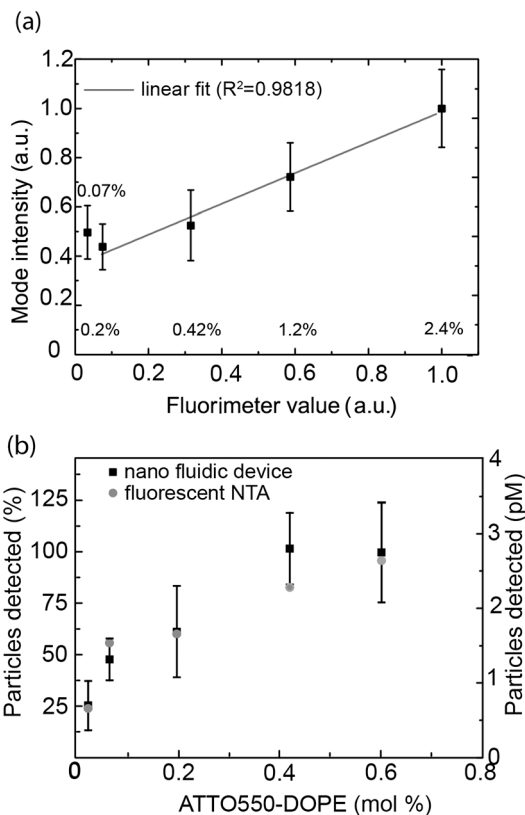 (a)
1.2
1.0
0.8
0.6
0.4
0.2
0
Mode intensity (a.u.)
linear fit (R²=0.9818)
0.07%
0.2%
0.42%
1.2%
2.4%
0 0.2 0.4 0.6 0.8 1.0
Fluorimeter value (a.u.)
(b)
nano fluidic device
fluorescent NTA
125
100
75
50
25
Particles detected (%)
4
3
2
1
0
Particles detected (pM)
0 0.2 0.4 0.6 0.8
ATTO550-DOPE (mol %)